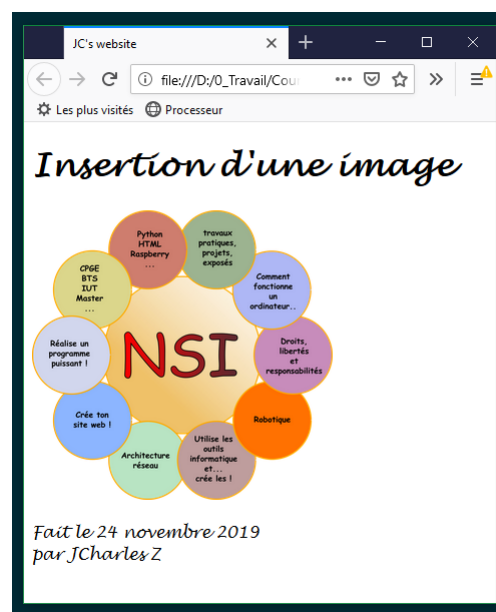 JC's website
file:///D:/0_Travail/Cou
Les plus visités
Processeur
Insertion d'une image
Python
HTML
Raspberry
...
travaux
pratiques,
projets,
exposés
CPGE
BTS
IUT
Master
...
Comment
fonctionne
un
ordinateur..
Réalise un
programme
puissant !
NSI
Droits,
libertés
et
responsabilités
Crée ton
site web !
Robotique
Architecture
réseau
Utilise les
outils
informatique
et...
crée les !
Fait le 24 novembre 2019
par JCharles Z